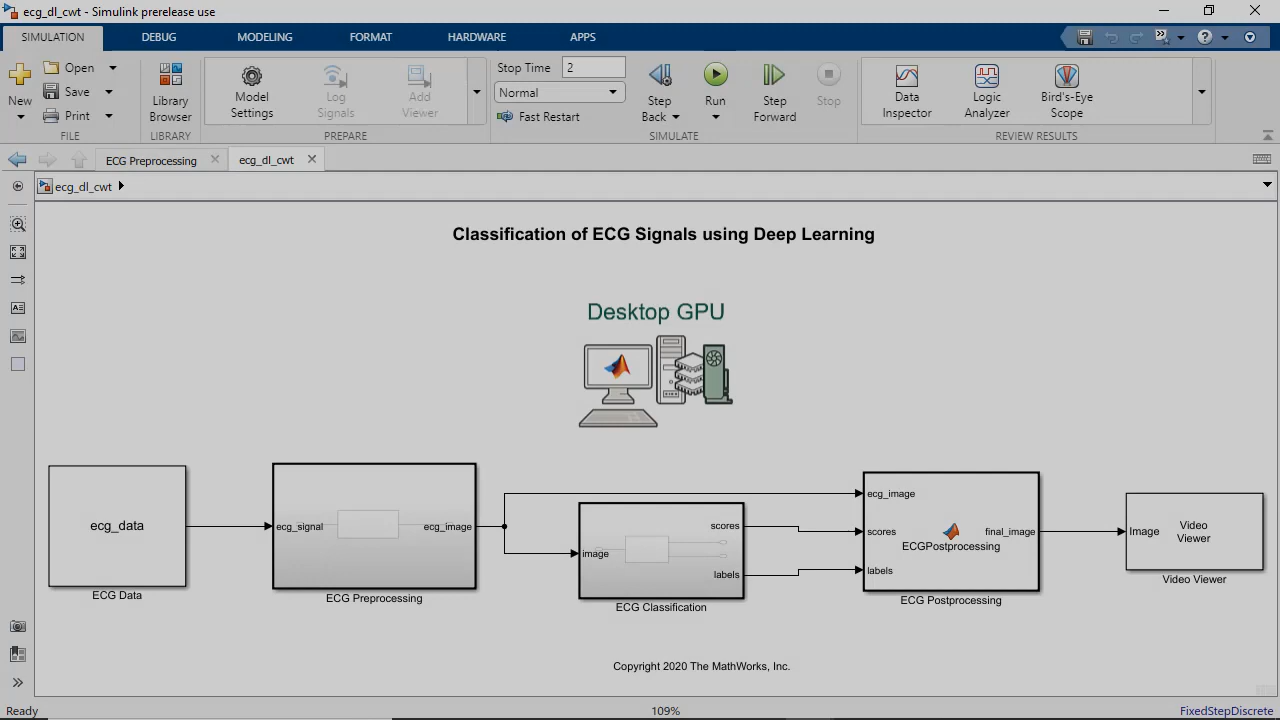 ecg_dl_cwt - Simulink prerelease use
SIMULATION DEBUG MODELING FORMAT HARDWARE APPS
New
Open
Save
Print
FILE
Library
Browser
LIBRARY
Model
Settings
Log
Signals
Add
Viewer
PREPARE
Stop Time 2
Normal
Fast Restart
Step
Back
Run
Step
Forward
Stop
SIMULATE
Data
Inspector
Logic
Analyzer
Bird's-Eye
Scope
REVIEW RESULTS
ECG Preprocessing
ecg_dl_cwt
ecg_dl_cwt
Classification of ECG Signals using Deep Learning
Desktop GPU
ecg_data
ECG Data
ecg_signal
ecg_image
ECG Preprocessing
image
scores
labels
ECG Classification
ecg_image
scores
labels
ECGPostprocessing
final_image
ECG Postprocessing
Image
Video
Viewer
Video Viewer
Copyright 2020 The MathWorks, Inc.
Ready
109%
FixedStepDiscrete